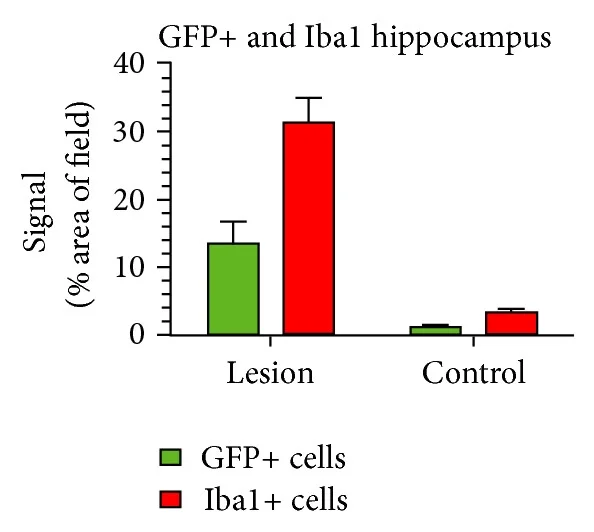 GFP+ and Iba1 hippocampus
Signal
(% area of field)
40
30
20
10
0
Lesion
Control
GFP+ cells
Iba1+ cells